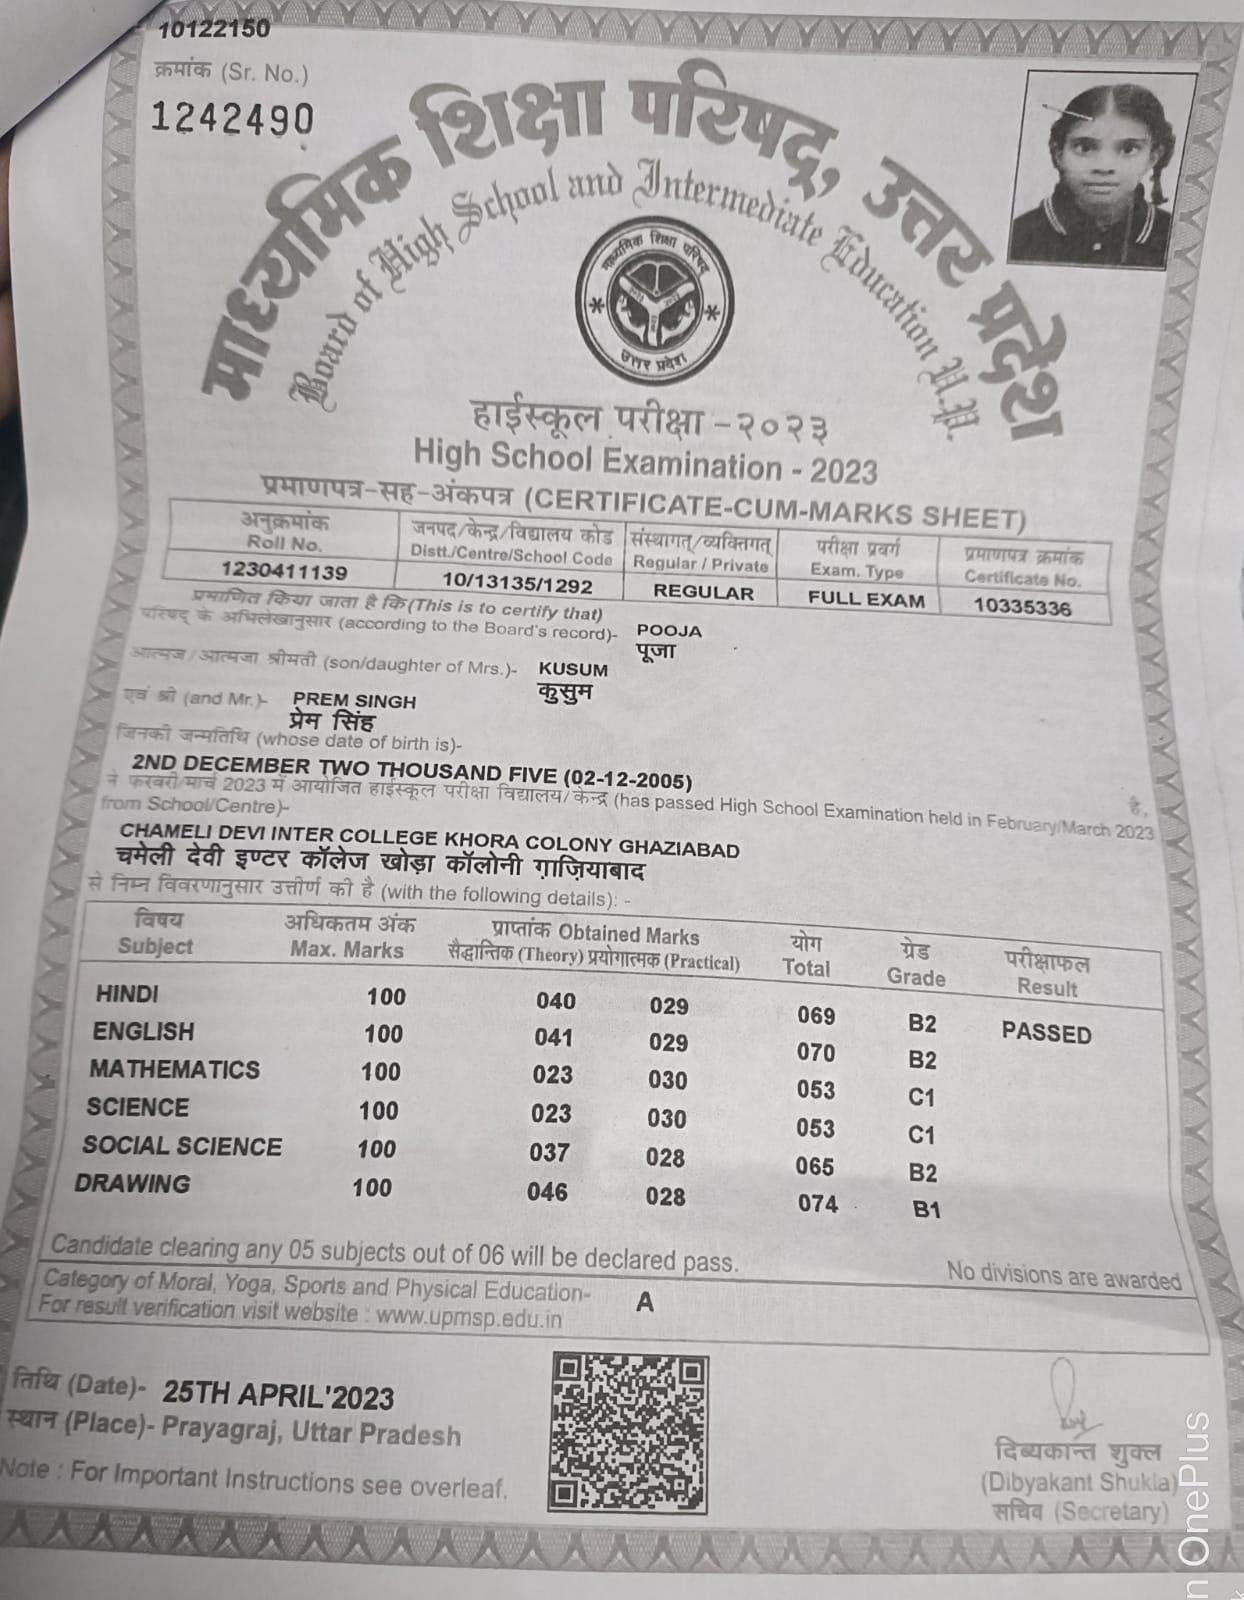 10122150
क्रमांक (Sr. No.)
1242490
माध्यमिक शिक्षा परिषद्, उत्तर प्रदेश
Board of High School and Intermediate Education U.P.
माध्यमिक शिक्षा परिषद्
उत्तर प्रदेश
हाईस्कूल परीक्षा -२०२३
High School Examination - 2023
प्रमाणपत्र-सह-अंकपत्र (CERTIFICATE-CUM-MARKS SHEET)
अनुक्रमांक जनपद/केन्द्र/विद्यालय कोड संस्थागत्/व्यक्तिगत् परीक्षा प्रवर्ग प्रमाणपत्र क्रमांक
Roll No. Distt./Centre/School Code Regular / Private Exam. Type Certificate No.
1230411139 10/13135/1292 REGULAR FULL EXAM 10335336
प्रमाणित किया जाता है कि (This is to certify that)
परिषद् के अभिलेखानुसार (according to the Board's record)- POOJA
पूजा
आत्मज/आत्मजा श्रीमती (son/daughter of Mrs.)- KUSUM
कुसुम
एवं श्री (and Mr.)- PREM SINGH
प्रेम सिंह
जिनकी जन्मतिथि (whose date of birth is)-
2ND DECEMBER TWO THOUSAND FIVE (02-12-2005) है,
ने फरवरी/मार्च 2023 में आयोजित हाईस्कूल परीक्षा विद्यालय/केन्द्र (has passed High School Examination held in February/March 2023
from School/Centre)-
CHAMELI DEVI INTER COLLEGE KHORA COLONY GHAZIABAD
चमेली देवी इण्टर कॉलेज खोड़ा कॉलोनी ग़ाज़ियाबाद
से निम्न विवरणानुसार उत्तीर्ण की है (with the following details): -
विषय अधिकतम अंक प्राप्तांक Obtained Marks योग ग्रेड परीक्षाफल
Subject Max. Marks सैद्धान्तिक (Theory) प्रयोगात्मक (Practical) Total Grade Result
HINDI 100 040 029 069 B2 PASSED
ENGLISH 100 041 029 070 B2
MATHEMATICS 100 023 030 053 C1
SCIENCE 100 023 030 053 C1
SOCIAL SCIENCE 100 037 028 065 B2
DRAWING 100 046 028 074 B1
Candidate clearing any 05 subjects out of 06 will be declared pass. No divisions are awarded
Category of Moral, Yoga, Sports and Physical Education- A
For result verification visit website : www.upmsp.edu.in
तिथि (Date)- 25TH APRIL'2023
स्थान (Place)- Prayagraj, Uttar Pradesh
Note : For Important Instructions see overleaf.
दिब्यकान्त शुक्ल
(Dibyakant Shukla)
सचिव (Secretary)
n OnePlus